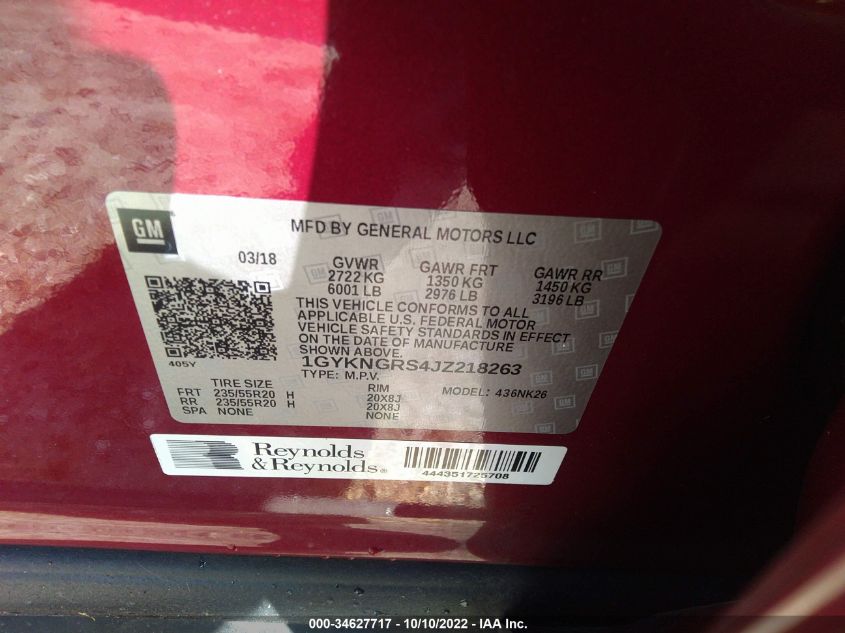 GM
MFD BY GENERAL MOTORS LLC
03/18
GVWR GAWR FRT GAWR RR
2722 KG 1350 KG 1450 KG
6001 LB 2976 LB 3196 LB
THIS VEHICLE CONFORMS TO ALL
APPLICABLE U.S. FEDERAL MOTOR
VEHICLE SAFETY STANDARDS IN EFFECT
ON THE DATE OF MANUFACTURE
SHOWN ABOVE.
405Y
1GYKNGRS4JZ218263
TYPE: M.P.V. MODEL: 436NK26
TIRE SIZE RIM
FRT 235/55R20 H 20X8J
RR 235/55R20 H 20X8J
SPA NONE NONE
Reynolds
&Reynolds®
444351725708
000-34627717 - 10/10/2022 - IAA Inc.